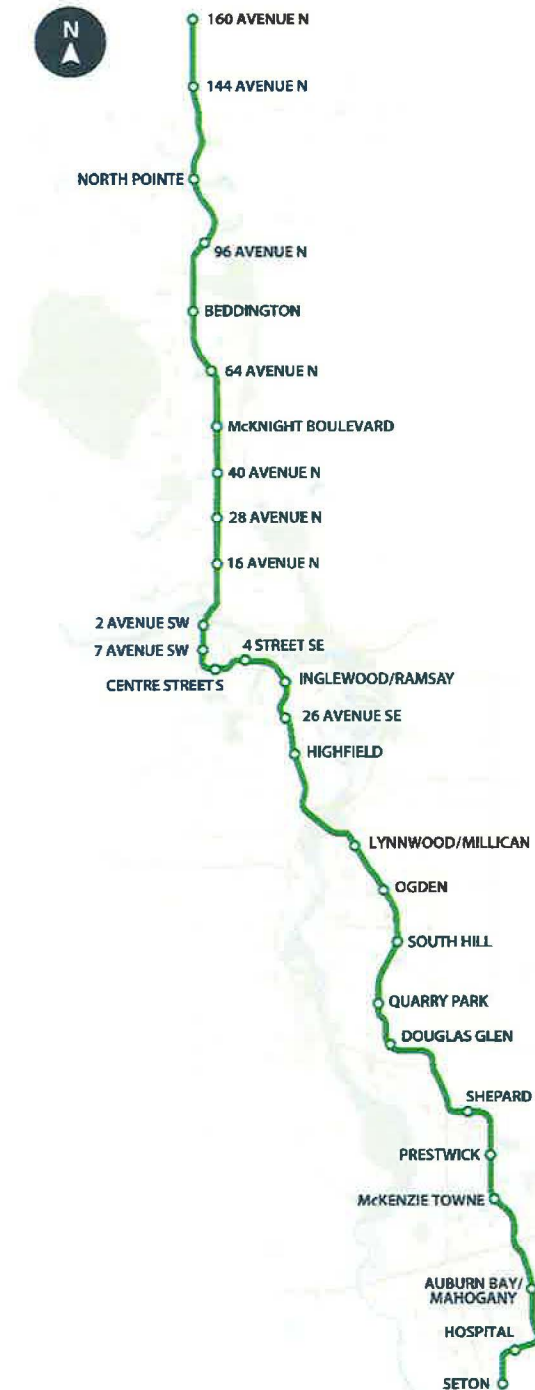 N
160 AVENUE N
144 AVENUE N
NORTH POINTE
96 AVENUE N
BEDDINGTON
64 AVENUE N
McKNIGHT BOULEVARD
40 AVENUE N
28 AVENUE N
16 AVENUE N
2 AVENUE SW
7 AVENUE SW
4 STREET SE
CENTRE STREET S
INGLEWOOD/RAMSAY
26 AVENUE SE
HIGHFIELD
LYNNWOOD/MILLICAN
OGDEN
SOUTH HILL
QUARRY PARK
DOUGLAS GLEN
SHEPARD
PRESTWICK
McKENZIE TOWNE
AUBURN BAY/
MAHOGANY
HOSPITAL
SETON